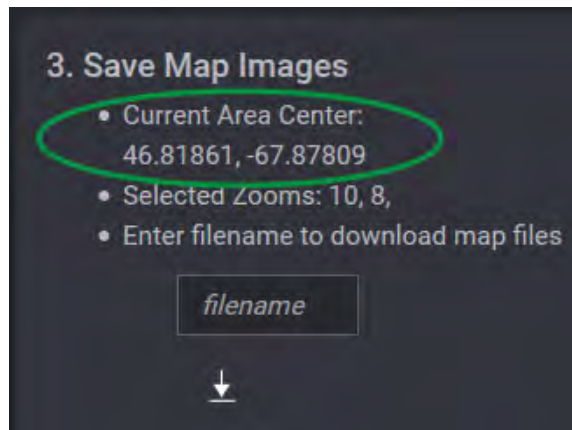 3. Save Map Images
• Current Area Center:
46.81861, -67.87809
• Selected Zooms: 10, 8,
• Enter filename to download map files
filename